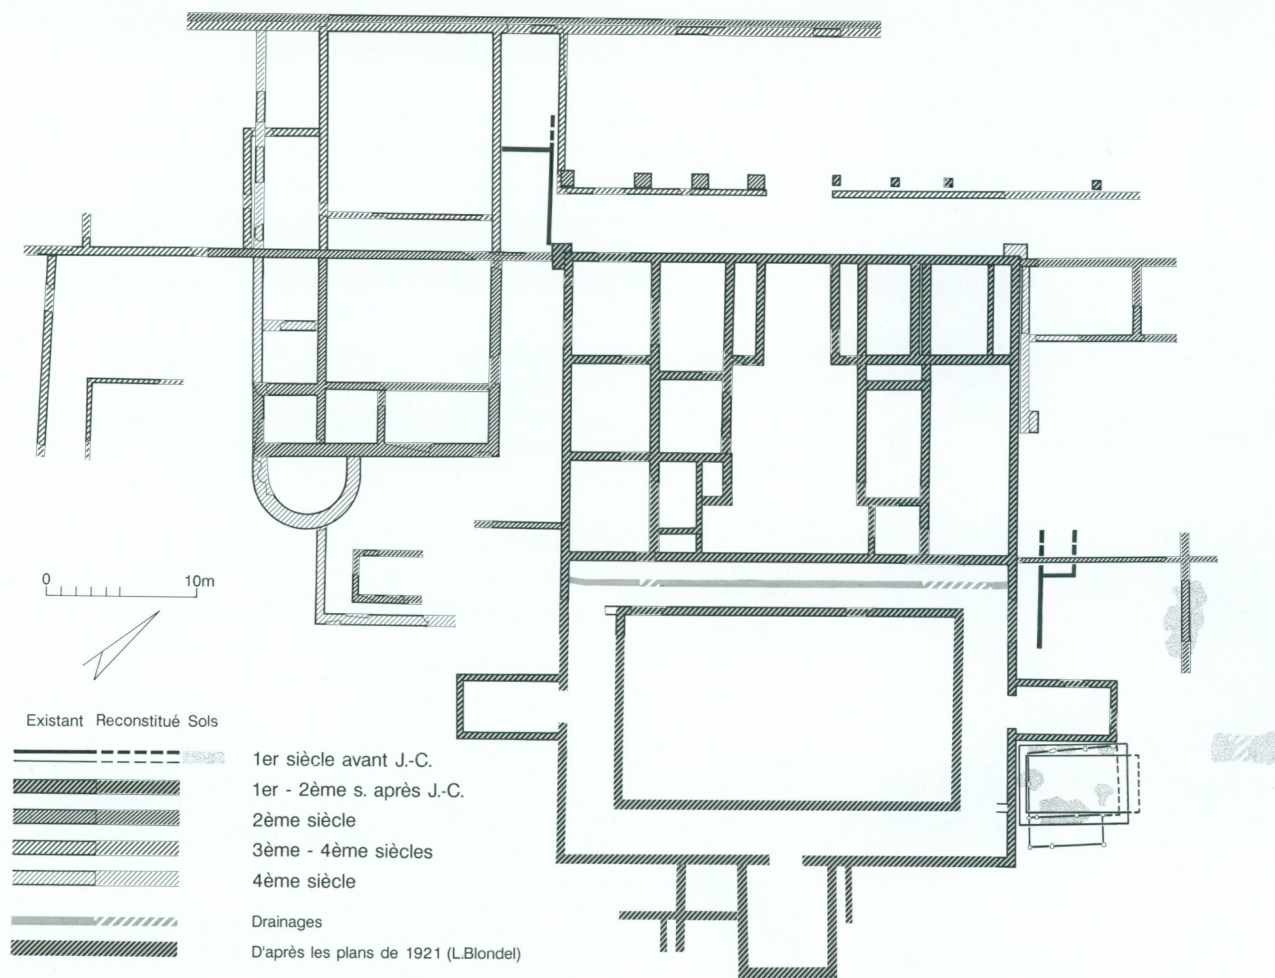 0 10m
Existant Reconstitué Sols
1er siècle avant J.-C.
1er - 2ème s. après J.-C.
2ème siècle
3ème - 4ème siècles
4ème siècle
Drainages
D'après les plans de 1921 (L.Blondel)